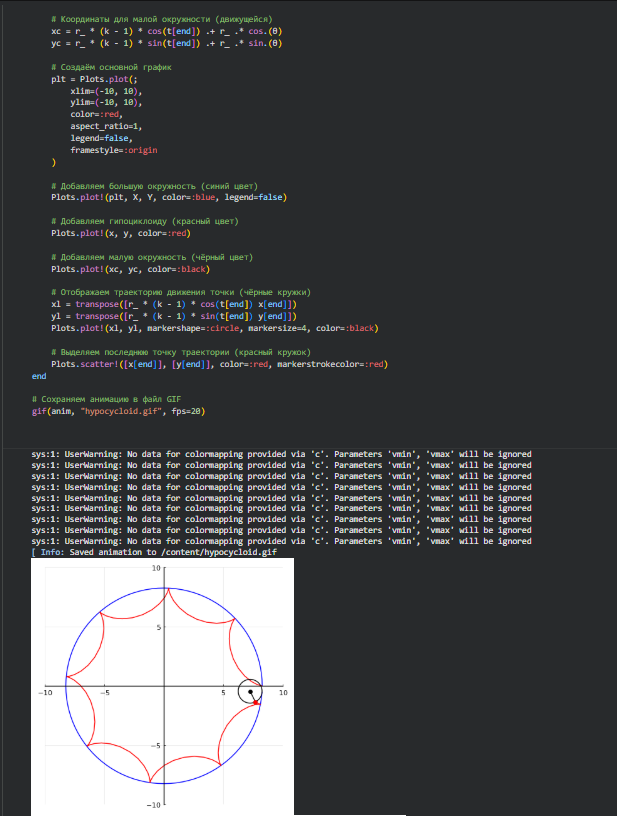 # Координаты для малой окружности (движущейся)
xc = r_ * (k - 1) * cos(t[end]) .+ r_ .* cos.(θ)
yc = r_ * (k - 1) * sin(t[end]) .+ r_ .* sin.(θ)
# Создаём основной график
plt = Plots.plot(;
xlim=(-10, 10),
ylim=(-10, 10),
color=:red,
aspect_ratio=1,
legend=false,
framestyle=:origin
)
# Добавляем большую окружность (синий цвет)
Plots.plot!(plt, X, Y, color=:blue, legend=false)
# Добавляем гипоциклоиду (красный цвет)
Plots.plot!(x, y, color=:red)
# Добавляем малую окружность (чёрный цвет)
Plots.plot!(xc, yc, color=:black)
# Отображаем траекторию движения точки (чёрные кружки)
xl = transpose([r_ * (k - 1) * cos(t[end]) x[end]])
yl = transpose([r_ * (k - 1) * sin(t[end]) y[end]])
Plots.plot!(xl, yl, markershape=:circle, markersize=4, color=:black)
# Выделяем последнюю точку траектории (красный кружок)
Plots.scatter!([x[end]], [y[end]], color=:red, markerstrokecolor=:red)
end
# Сохраняем анимацию в файл GIF
gif(anim, "hypocycloid.gif", fps=20)
sys:1: UserWarning: No data for colormapping provided via 'c'. Parameters 'vmin', 'vmax' will be ignored
sys:1: UserWarning: No data for colormapping provided via 'c'. Parameters 'vmin', 'vmax' will be ignored
sys:1: UserWarning: No data for colormapping provided via 'c'. Parameters 'vmin', 'vmax' will be ignored
sys:1: UserWarning: No data for colormapping provided via 'c'. Parameters 'vmin', 'vmax' will be ignored
sys:1: UserWarning: No data for colormapping provided via 'c'. Parameters 'vmin', 'vmax' will be ignored
sys:1: UserWarning: No data for colormapping provided via 'c'. Parameters 'vmin', 'vmax' will be ignored
sys:1: UserWarning: No data for colormapping provided via 'c'. Parameters 'vmin', 'vmax' will be ignored
sys:1: UserWarning: No data for colormapping provided via 'c'. Parameters 'vmin', 'vmax' will be ignored
sys:1: UserWarning: No data for colormapping provided via 'c'. Parameters 'vmin', 'vmax' will be ignored
[ Info: Saved animation to /content/hypocycloid.gif
10
5
−10 −5 5 10
−5
−10